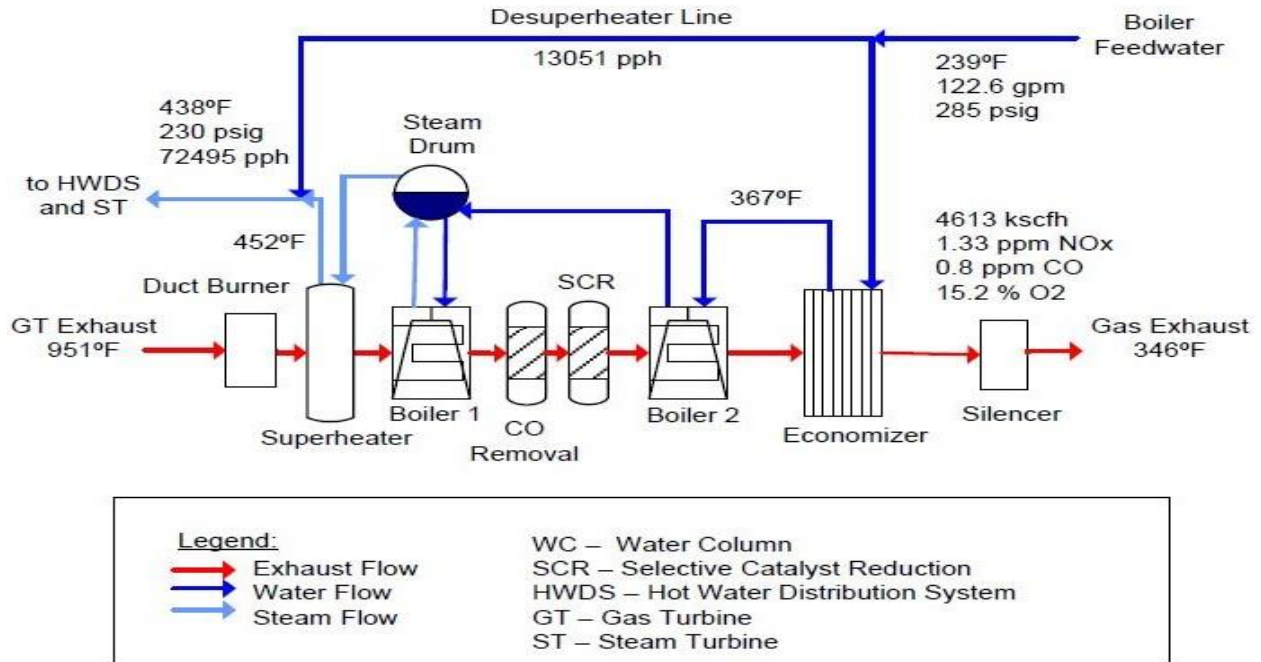 Desuperheater Line
13051 pph
Boiler
Feedwater
239ºF
122.6 gpm
285 psig
438ºF
230 psig
72495 pph
Steam
Drum
to HWDS
and ST
452ºF
367ºF
4613 kscfh
1.33 ppm NOx
0.8 ppm CO
15.2 % O2
Duct Burner
SCR
GT Exhaust
951ºF
Gas Exhaust
346ºF
Superheater
Boiler 1
CO
Removal
Boiler 2
Economizer
Silencer
Legend:
Exhaust Flow
Water Flow
Steam Flow
WC – Water Column
SCR – Selective Catalyst Reduction
HWDS – Hot Water Distribution System
GT – Gas Turbine
ST – Steam Turbine